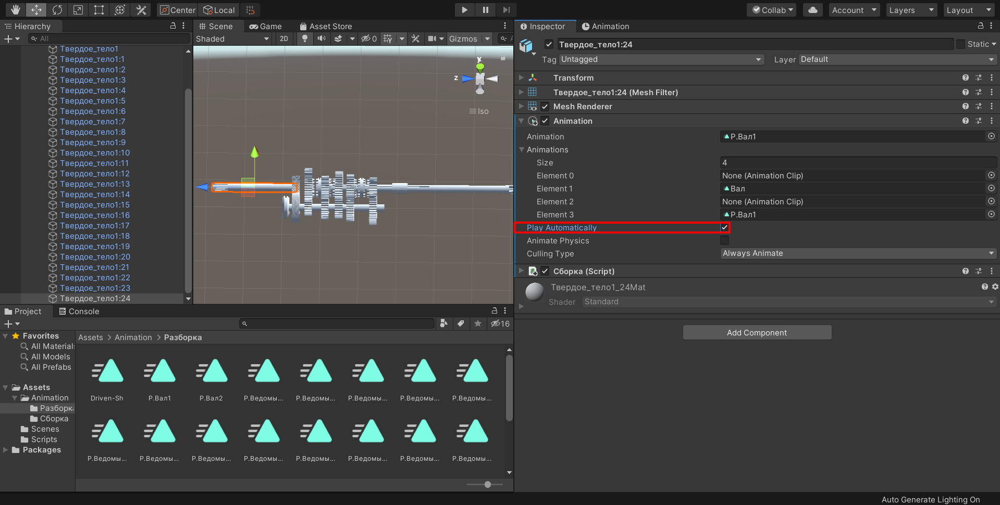 Center
Local
Collab
Account
Layers
Layout
Hierarchy
All
Твердое_тело1
Твердое_тело1:1
Твердое_тело1:2
Твердое_тело1:3
Твердое_тело1:4
Твердое_тело1:5
Твердое_тело1:6
Твердое_тело1:7
Твердое_тело1:8
Твердое_тело1:9
Твердое_тело1:10
Твердое_тело1:11
Твердое_тело1:12
Твердое_тело1:13
Твердое_тело1:14
Твердое_тело1:15
Твердое_тело1:16
Твердое_тело1:17
Твердое_тело1:18
Твердое_тело1:19
Твердое_тело1:20
Твердое_тело1:21
Твердое_тело1:22
Твердое_тело1:23
Твердое_тело1:24
Scene
Game
Asset Store
Shaded
2D
0
Gizmos
A
y
z
Iso
Inspector
Animation
Твердое_тело1:24
Static
Tag
Untagged
Layer
Default
Transform
Твердое_тело1:24 (Mesh Filter)
Mesh Renderer
Animation
Animation
Р.Вал1
Animations
Size
4
Element 0
None (Animation Clip)
Element 1
Вал
Element 2
None (Animation Clip)
Element 3
Р.Вал1
Play Automatically
Animate Physics
Culling Type
Always Animate
Сборка (Script)
Твердое_тело1_24Mat
Shader
Standard
Add Component
Project
Console
16
Favorites
All Materials
All Models
All Prefabs
Assets
Animation
Разборка
Сборка
Scenes
Scripts
Packages
Assets > Animation > Разборка
Driven-Sh
Р.Вал1
Р.Вал2
Р.Ведомы...
Р.Ведомы...
Р.Ведомы...
Р.Ведомы...
Р.Ведомы...
Р.Ведомы...
Р.Ведомы...
Р.Ведомы...
Р.Ведомы...
Р.Ведомы...
Р.Ведомы...
Р.Ведомы...
Р.Ведомы...
Auto Generate Lighting On